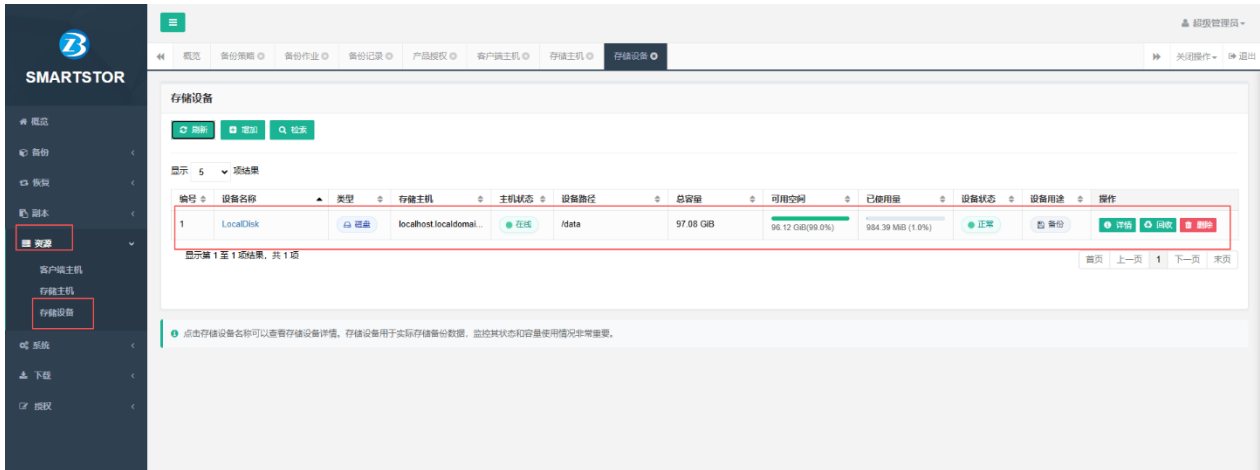 超级管理员
SMARTSTOR
概览 备份策略 备份作业 备份记录 产品授权 客户端主机 存储主机 存储设备 关闭操作 退出
存储设备
刷新 增加 检索
显示 5 项结果
编号 设备名称 类型 存储主机 主机状态 设备路径 总容量 可用空间 已使用量 设备状态 设备用途 操作
1 LocalDisk 磁盘 localhost.localdomai... 在线 /data 97.08 GiB 96.12 GiB(99.0%) 984.39 MiB (1.0%) 正常 备份 详情 回收 删除
显示第 1 至 1 项结果，共 1 项
首页 上一页 1 下一页 末页
点击存储设备名称可以查看存储设备详情。存储设备用于实际存储备份数据，监控其状态和容量使用情况非常重要。
概览
备份
恢复
副本
资源
客户端主机
存储主机
存储设备
系统
下载
授权